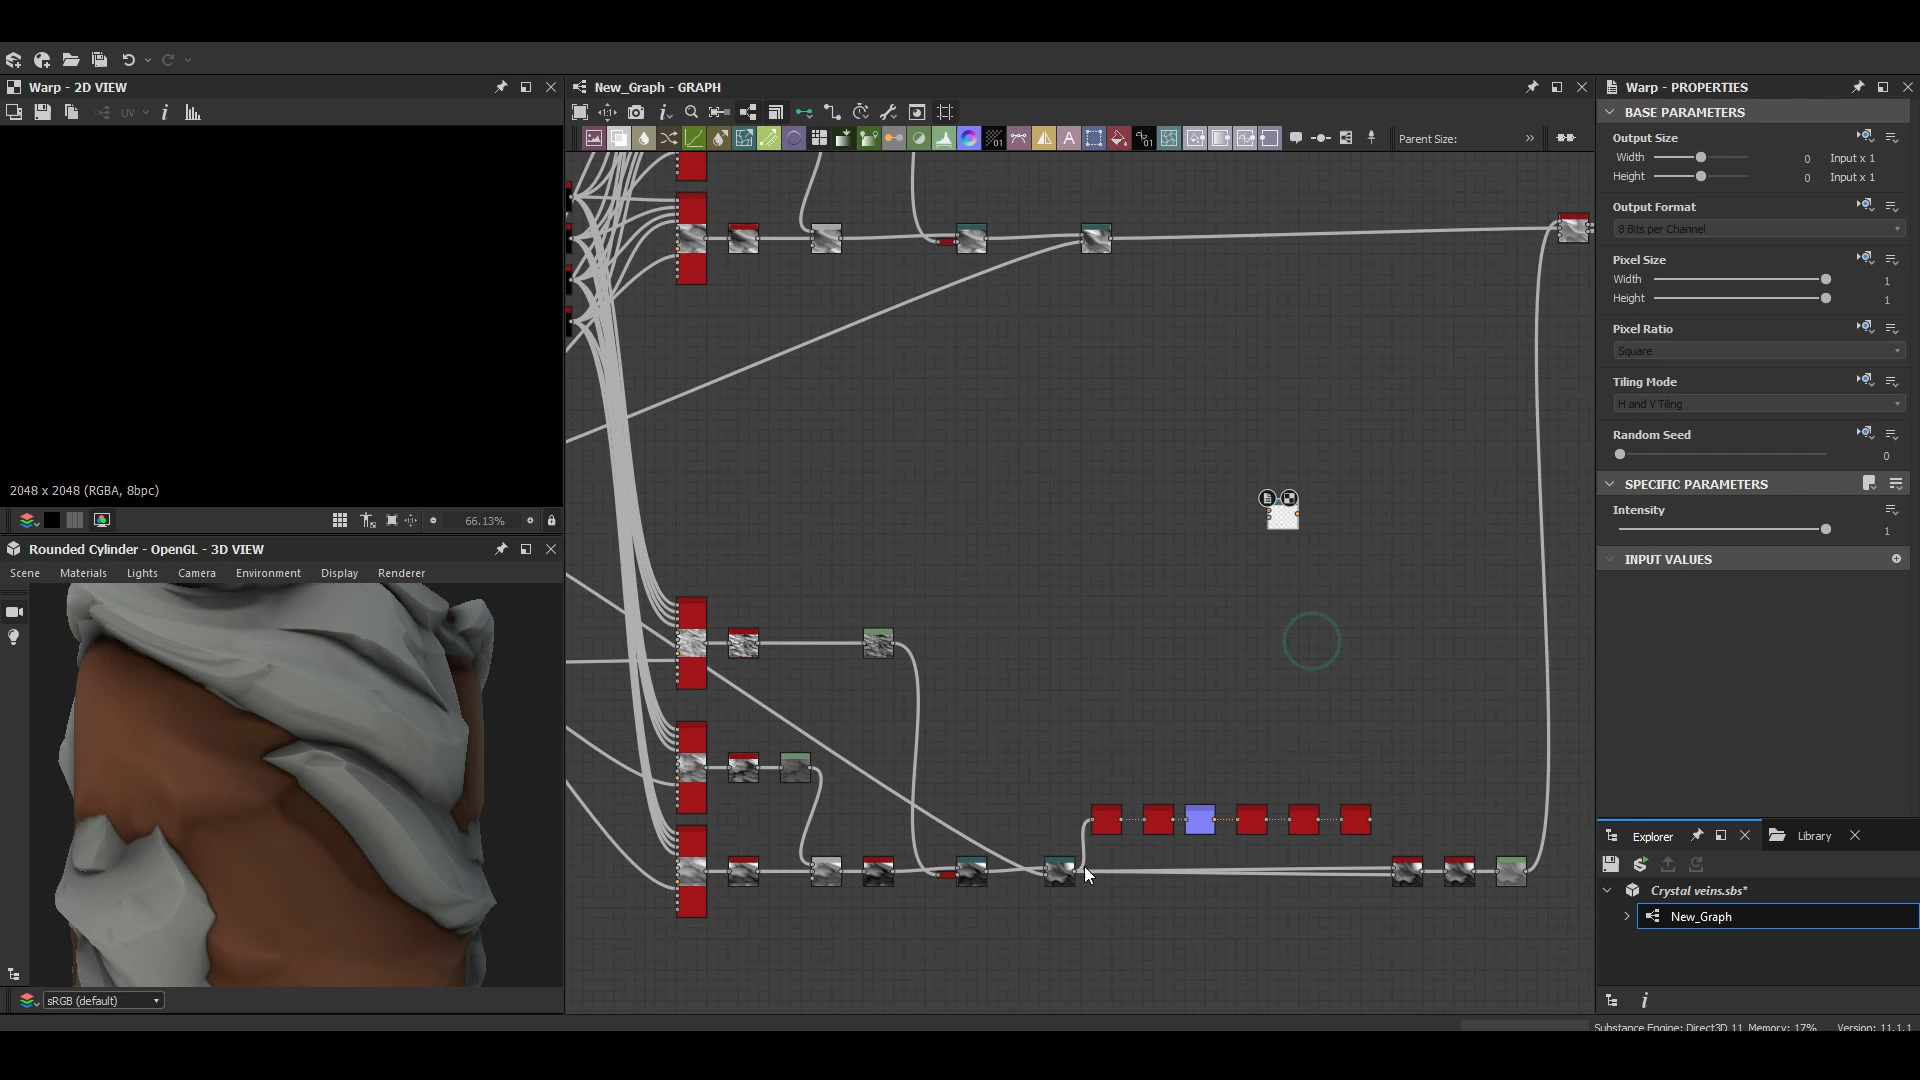 Warp - 2D VIEW
UV
2048 x 2048 (RGBA, 8bpc)
66.13%
Rounded Cylinder - OpenGL - 3D VIEW
Scene
Materials
Lights
Camera
Environment
Display
Renderer
sRGB (default)
New_Graph - GRAPH
Parent Size:
Warp - PROPERTIES
BASE PARAMETERS
Output Size
Width 0 Input x 1
Height 0 Input x 1
Output Format
8 Bits per Channel
Pixel Size
Width 1
Height 1
Pixel Ratio
Square
Tiling Mode
H and V Tiling
Random Seed
0
SPECIFIC PARAMETERS
Intensity
1
INPUT VALUES
Explorer
Library
Crystal veins.sbs*
New_Graph
Substance Engine: Direct3D 11 Memory: 17% Version: 11.1.1